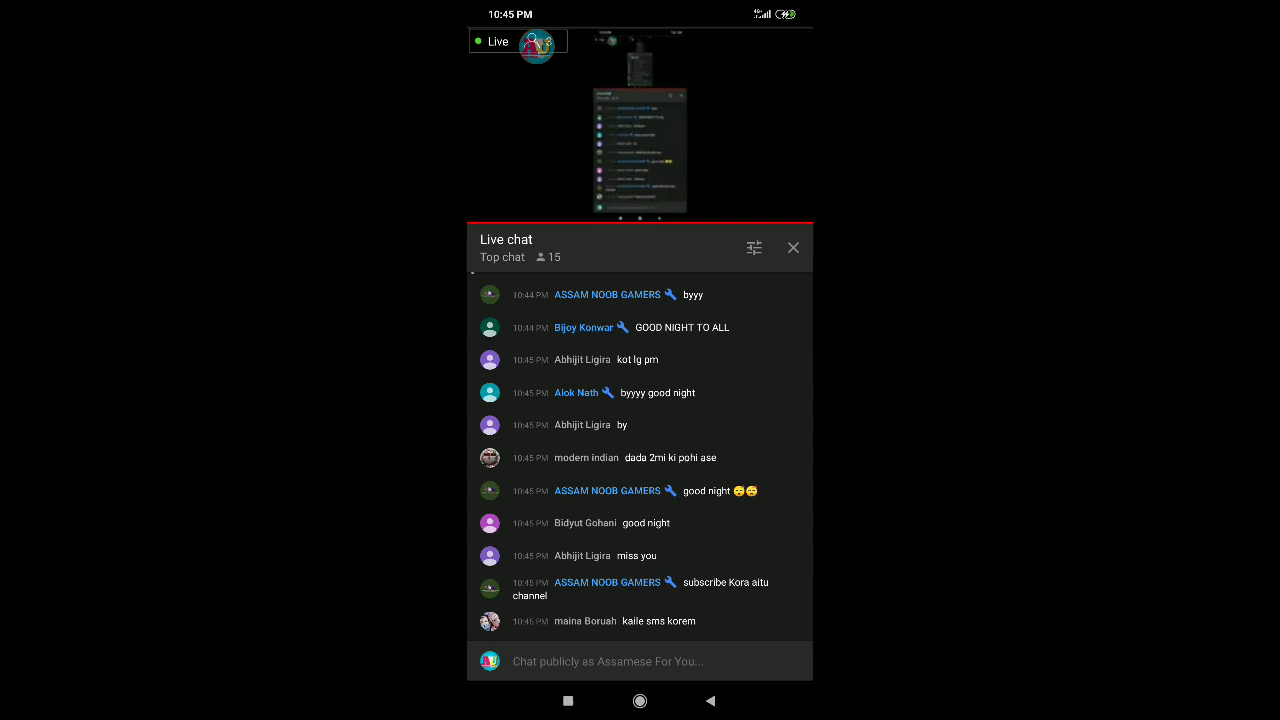 10:45 PM
4G+
Live 3
Live chat
Top chat 15
10:44 PM ASSAM NOOB GAMERS byyy
10:44 PM Bijoy Konwar GOOD NIGHT TO ALL
10:45 PM Abhijit Ligira kot lg pm
10:45 PM Alok Nath byyyy good night
10:45 PM Abhijit Ligira by
10:45 PM modern indian dada 2mi ki pohi ase
10:45 PM ASSAM NOOB GAMERS good night 😴😴
10:45 PM Bidyut Gohani good night
10:45 PM Abhijit Ligira miss you
10:45 PM ASSAM NOOB GAMERS subscribe Kora aitu
channel
10:45 PM maina Boruah kaile sms korem
Chat publicly as Assamese For You...